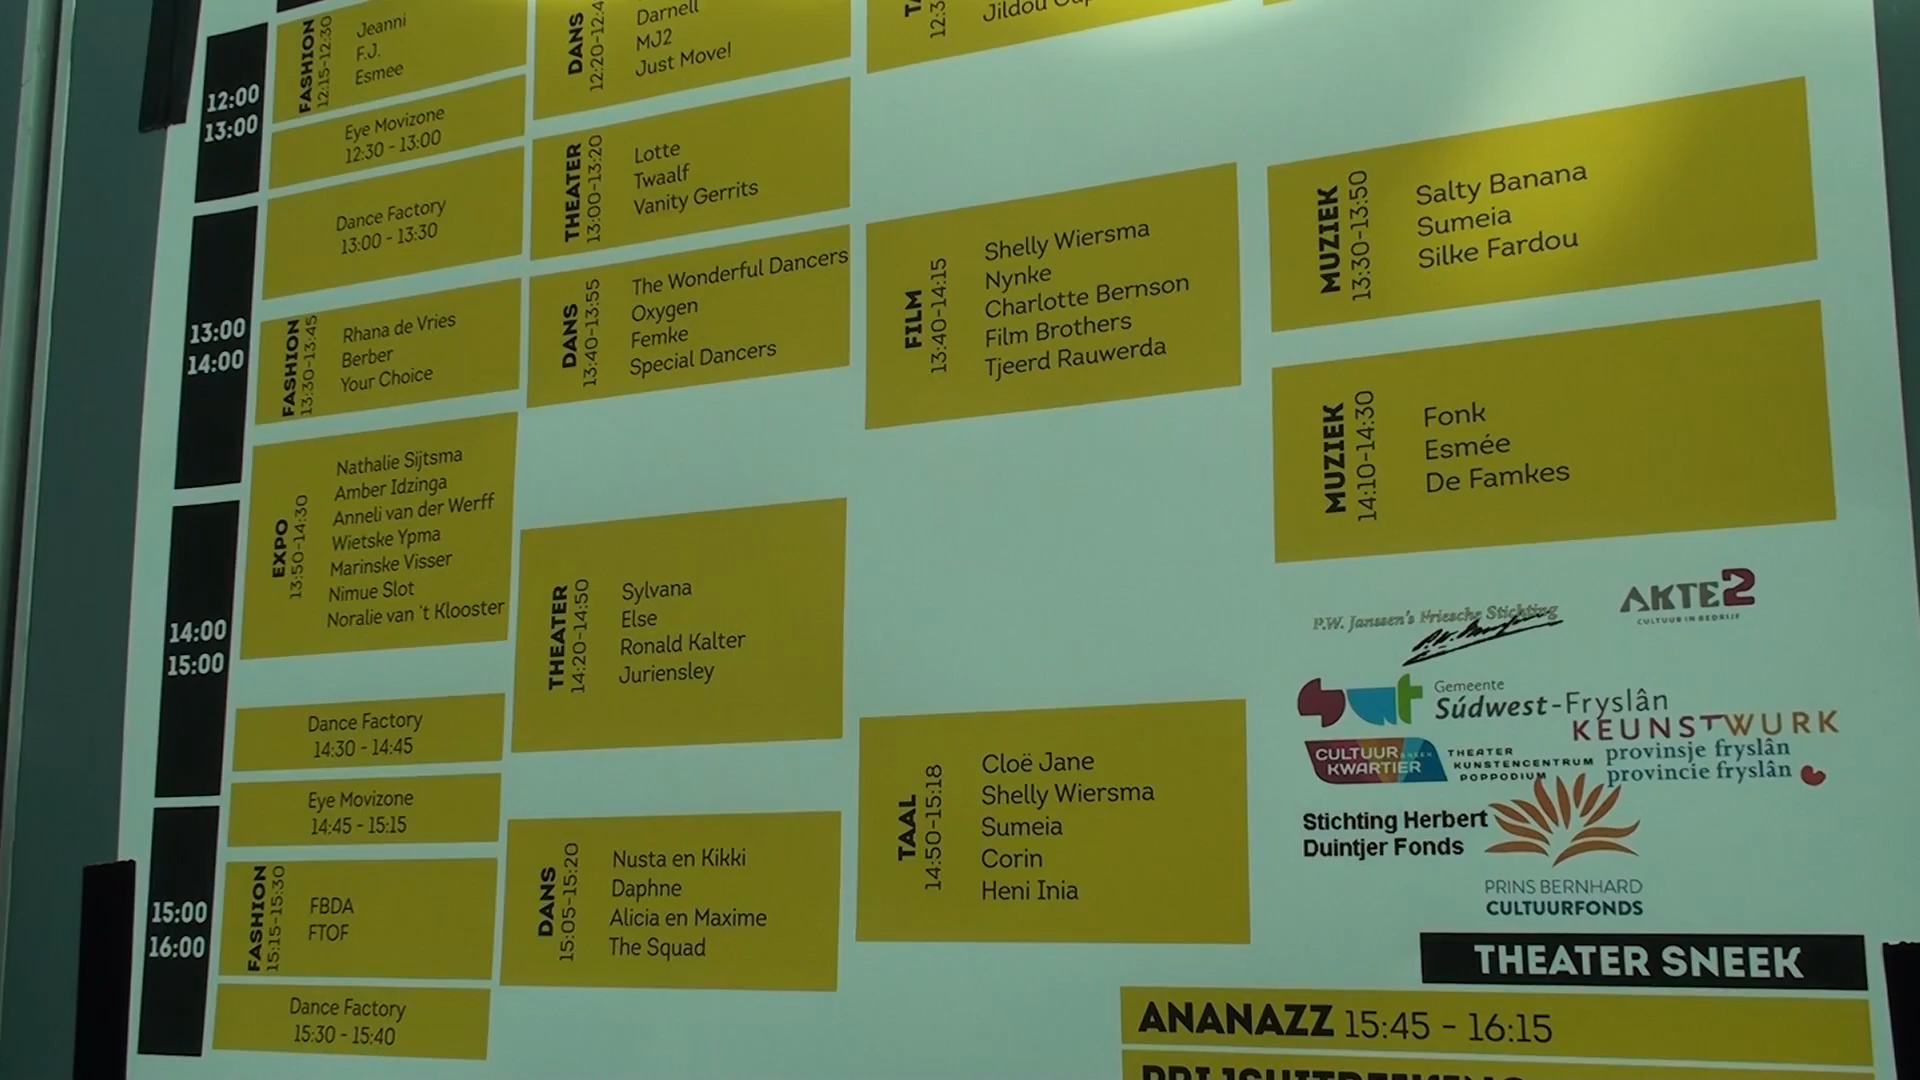 12:00
13:00
FASHION
12:15-12:30
Jeanni
F.J.
Esmee
Eye Movizone
12:30 - 13:00
Dance Factory
13:00 - 13:30
13:00
14:00
FASHION
13:30-13:45
Rhana de Vries
Berber
Your Choice
EXPO
13:50-14:30
Nathalie Sijtsma
Amber Idzinga
Anneli van der Werff
Wietske Ypma
Marinske Visser
Nimue Slot
Noralie van 't Klooster
14:00
15:00
Dance Factory
14:30 - 14:45
Eye Movizone
14:45 - 15:15
15:00
16:00
FASHION
15:15-15:30
FBDA
FTOF
Dance Factory
15:30 - 15:40
DANS
Darnell
MJ2
Just Move!
THEATER
13:00-13:20
Lotte
Twaalf
Vanity Gerrits
DANS
13:40-13:55
The Wonderful Dancers
Oxygen
Femke
Special Dancers
THEATER
14:20-14:50
Sylvana
Else
Ronald Kalter
Juriensley
DANS
15:05-15:20
Nusta en Kikki
Daphne
Alicia en Maxime
The Squad
Jildou
FILM
13:40-14:15
Shelly Wiersma
Nynke
Charlotte Bernson
Film Brothers
Tjeerd Rauwerda
TAAL
14:50-15:18
Cloë Jane
Shelly Wiersma
Sumeia
Corin
Heni Inia
MUZIEK
13:30-13:50
Salty Banana
Sumeia
Silke Fardou
MUZIEK
14:10-14:30
Fonk
Esmée
De Famkes
P.W. Janssen's Friesche Stichting
AKTE2
CULTUUR IN BEDRIJF
Gemeente
Súdwest-Fryslân
KEUNSTWURK
CULTUUR SNEEK
KWARTIER
THEATER
KUNSTENCENTRUM
POPPODIUM
provinsje fryslân
provincie fryslân
Stichting Herbert
Duintjer Fonds
PRINS BERNHARD
CULTUURFONDS
THEATER SNEEK
ANANAZZ 15:45 - 16:15